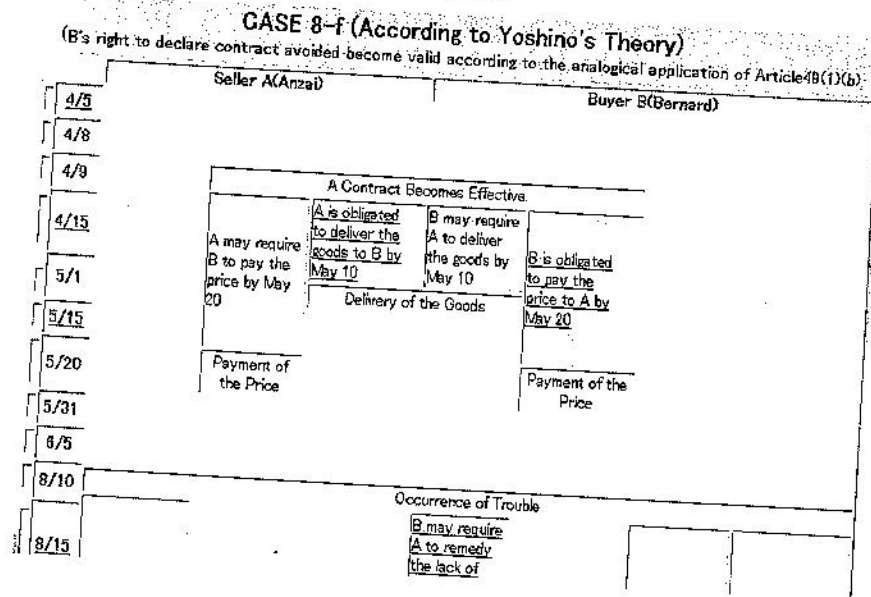 CASE 8-f (According to Yoshino's Theory)
(B's right to declare contract avoided become valid according to the analogical application of Article49(1)(b)
Seller A(Anzai)
Buyer B(Bernard)
4/5
4/8
4/9
A Contract Becomes Effective.
4/15
A may require
B to pay the
price by May
20
A is obligated
to deliver the
goods to B by
May 10
B may require
A to deliver
the goods by
May 10
B is obligated
to pay the
price to A by
May 20
5/1
Delivery of the Goods
5/15
5/20
Payment of
the Price
Payment of the
Price
5/31
6/5
8/10
Occurrence of Trouble
8/15
B may require
A to remedy
the lack of